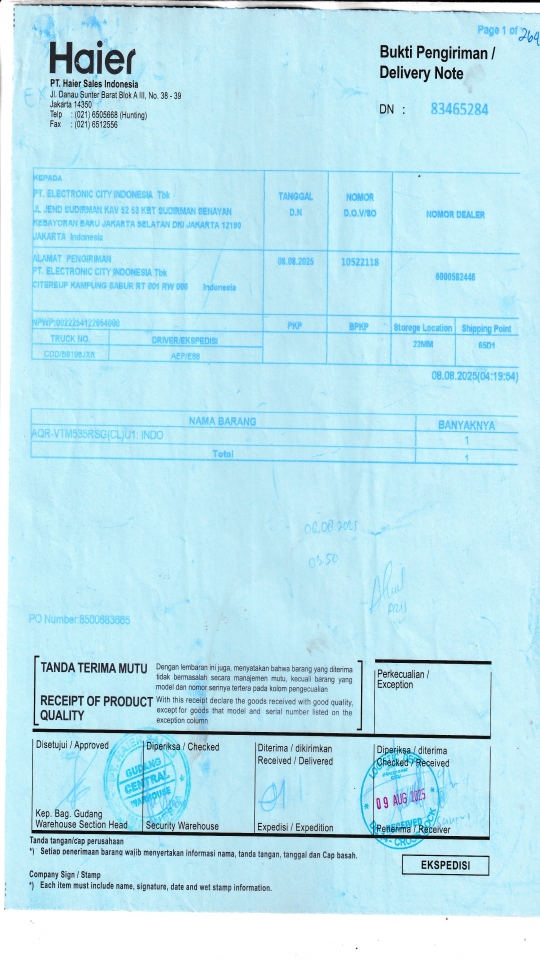 Page 1 of
264
Haier
Bukti Pengiriman /
Delivery Note
PT. Haier Sales Indonesia
Jl. Danau Sunter Barat Blok A III, No. 38 - 39
Jakarta 14350
Telp : (021) 6505668 (Hunting)
Fax : (021) 6512556
DN : 83465284
KEPADA
PT. ELECTRONIC CITY INDONESIA Tbk
JL JEND SUDIRMAN KAV 52 53 KBT SUDIRMAN SENAYAN
KEBAYORAN BARU JAKARTA SELATAN DKI JAKARTA 12190
JAKARTA Indonesia
TANGGAL
D.N
NOMOR
D.O.V/SO
NOMOR DEALER
ALAMAT PENGIRIMAN
PT. ELECTRONIC CITY INDONESIA Tbk
CITEREUP KAMPUNG SABUR RT 001 RW 006 Indonesia
08.08.2025
10522118
6000582446
PKP
BPKP
Storege Location
Shipping Point
TRUCK NO.
DRIVER/EKSPEDISI
23MM
65D1
AEP/E66
08.08.2025(04:19:54)
NAMA BARANG
BANYAKNYA
AQR-VTM535RSG(CL)U1: INDO
1
Total
1
08.08.2025
03.50
PO Number:8500683665
TANDA TERIMA MUTU
Dengan lembaran ini juga, menyatakan bahwa barang yang diterima
tidak bermasalah secara manajemen mutu, kecuali barang yang
model dan nomor serinya tertera pada kolom pengecualian
RECEIPT OF PRODUCT
QUALITY
With this receipt declare the goods received with good quality,
except for goods that model and serial number listed on the
exception column
Perkecualian /
Exception
Disetujui / Approved
Diperiksa / Checked
Diterima / dikirimkan
Received / Delivered
Diperiksa / diterima
Checked / Received
GUDANG
CENTRAL
WAREHOUSE
09 AUG 2025
RECEIVED
Kep. Bag. Gudang
Warehouse Section Head
Security Warehouse
Expedisi / Expedition
Penerima / Receiver
Tanda tangan/cap perusahaan
*) Setiap penerimaan barang wajib menyertakan informasi nama, tanda tangan, tanggal dan Cap basah.
EKSPEDISI
Company Sign / Stamp
*) Each item must include name, signature, date and wet stamp information.